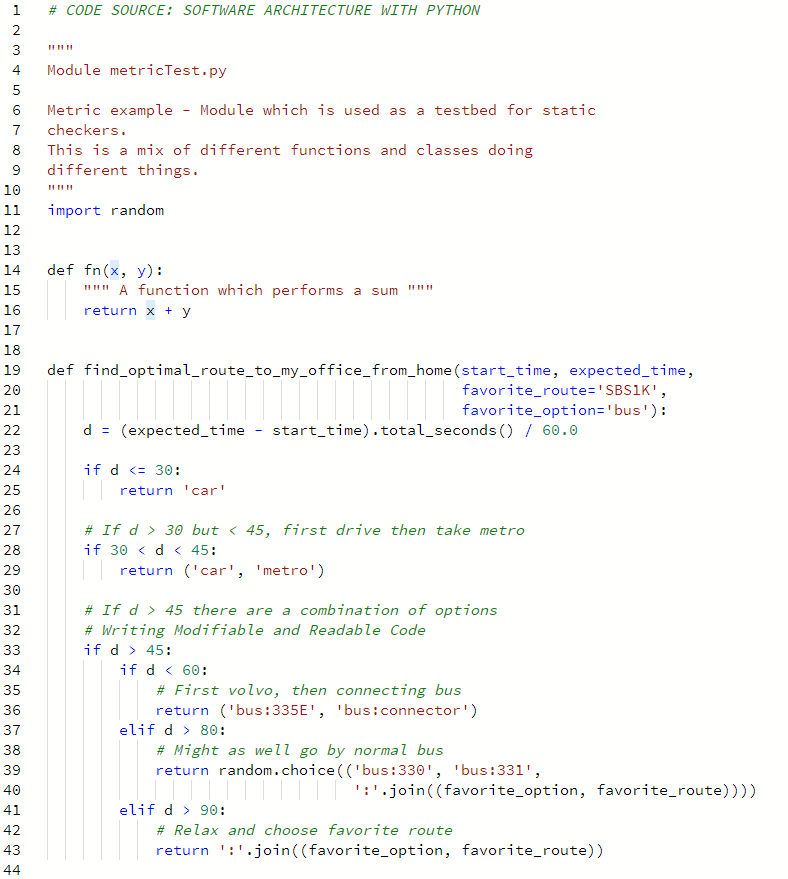 1 # CODE SOURCE: SOFTWARE ARCHITECTURE WITH PYTHON
2
3 """
4 Module metricTest.py
5
6 Metric example - Module which is used as a testbed for static
7 checkers.
8 This is a mix of different functions and classes doing
9 different things.
10 """
11 import random
12
13
14 def fn(x, y):
15     """ A function which performs a sum """
16     return x + y
17
18
19 def find_optimal_route_to_my_office_from_home(start_time, expected_time,
20                                               favorite_route='SBS1K',
21                                               favorite_option='bus'):
22     d = (expected_time - start_time).total_seconds() / 60.0
23
24     if d <= 30:
25         return 'car'
26
27     # If d > 30 but < 45, first drive then take metro
28     if 30 < d < 45:
29         return ('car', 'metro')
30
31     # If d > 45 there are a combination of options
32     # Writing Modifiable and Readable Code
33     if d > 45:
34         if d < 60:
35             # First volvo, then connecting bus
36             return ('bus:335E', 'bus:connector')
37         elif d > 80:
38             # Might as well go by normal bus
39             return random.choice(('bus:330', 'bus:331',
40                                   ':'.join((favorite_option, favorite_route))))
41         elif d > 90:
42             # Relax and choose favorite route
43             return ':'.join((favorite_option, favorite_route))
44